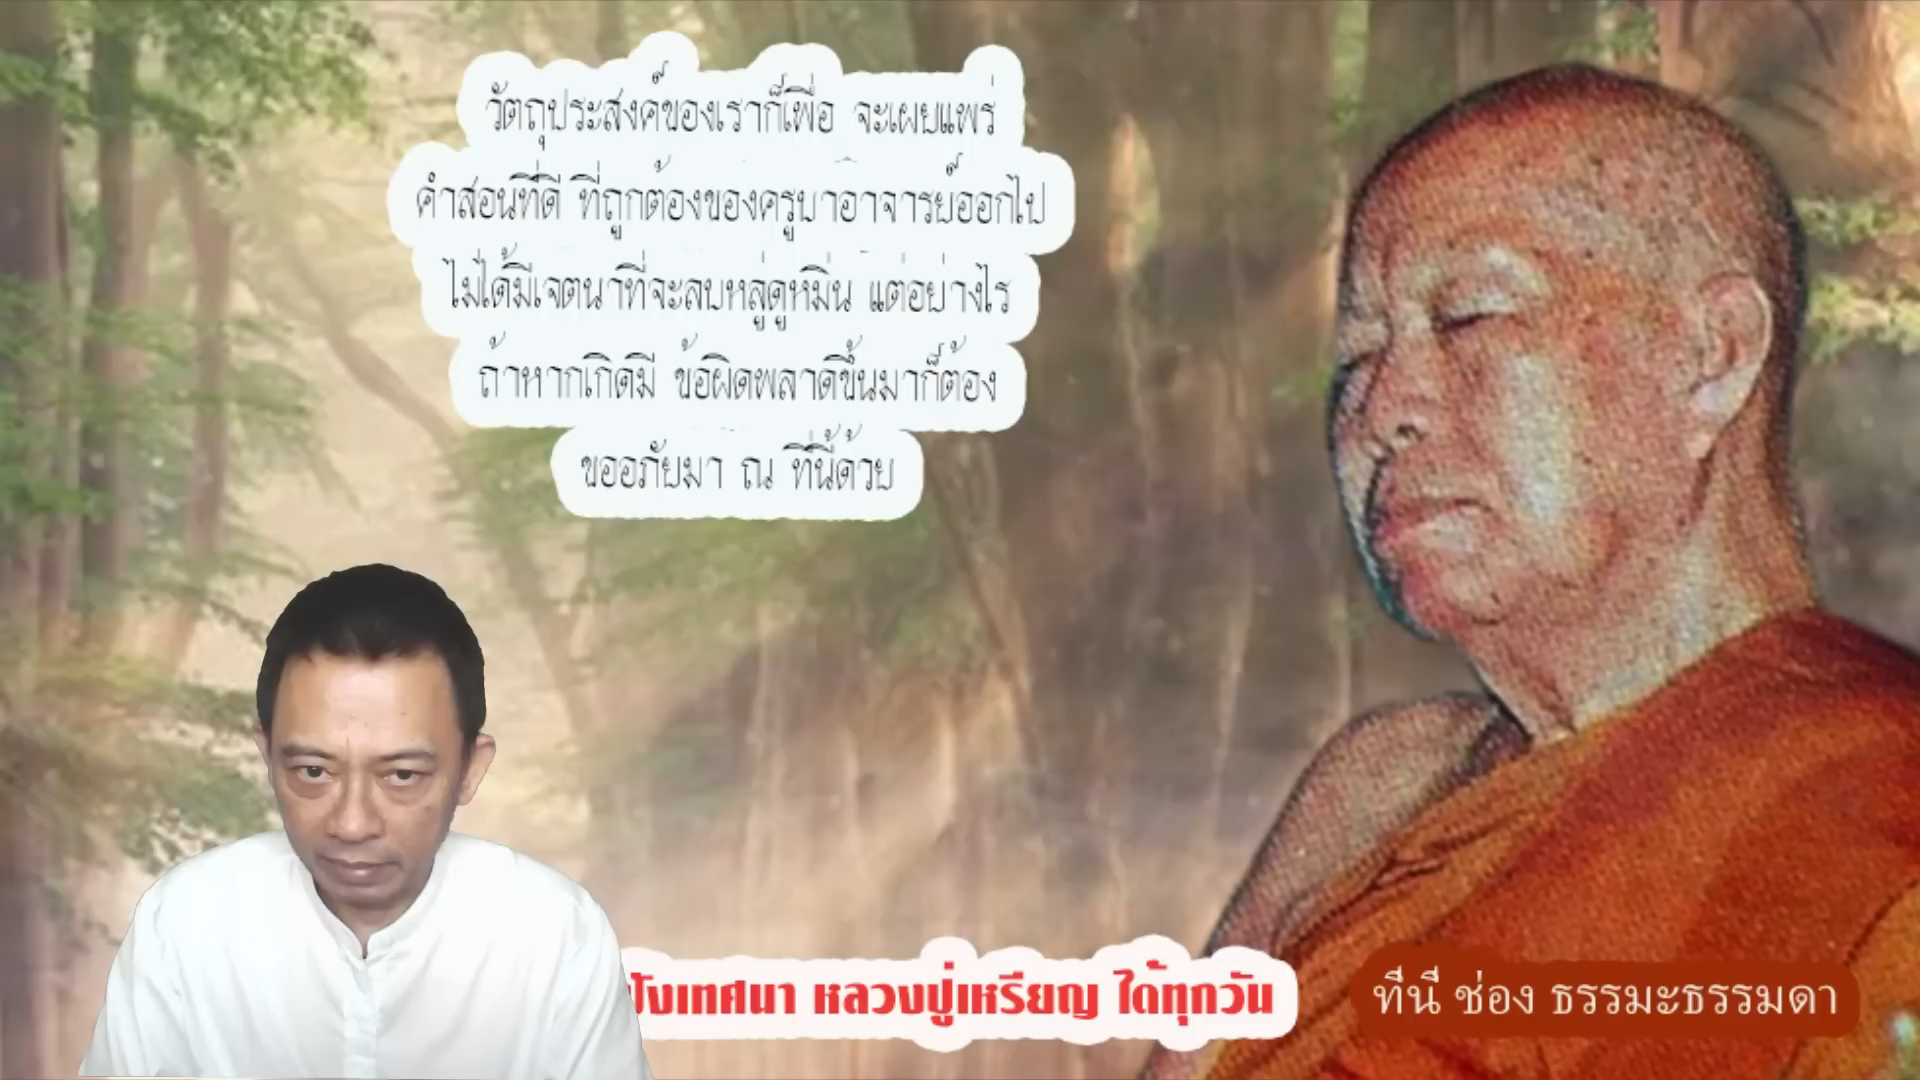 วัตถุประสงค์ของเราก็เพื่อ จะเผยแพร่
คำสอนที่ดี ที่ถูกต้องของครูบาอาจารย์ออกไป
ไม่ได้มีเจตนาที่จะลบหลู่ดูหมิ่น แต่อย่างไร
ถ้าหากเกิดมี ข้อผิดพลาดขึ้นมาก็ต้อง
ขออภัยมา ณ ที่นี้ด้วย
ฟังเทศนา หลวงปู่เหรียญ ได้ทุกวัน
ที่นี่ ช่อง ธรรมะธรรมดา